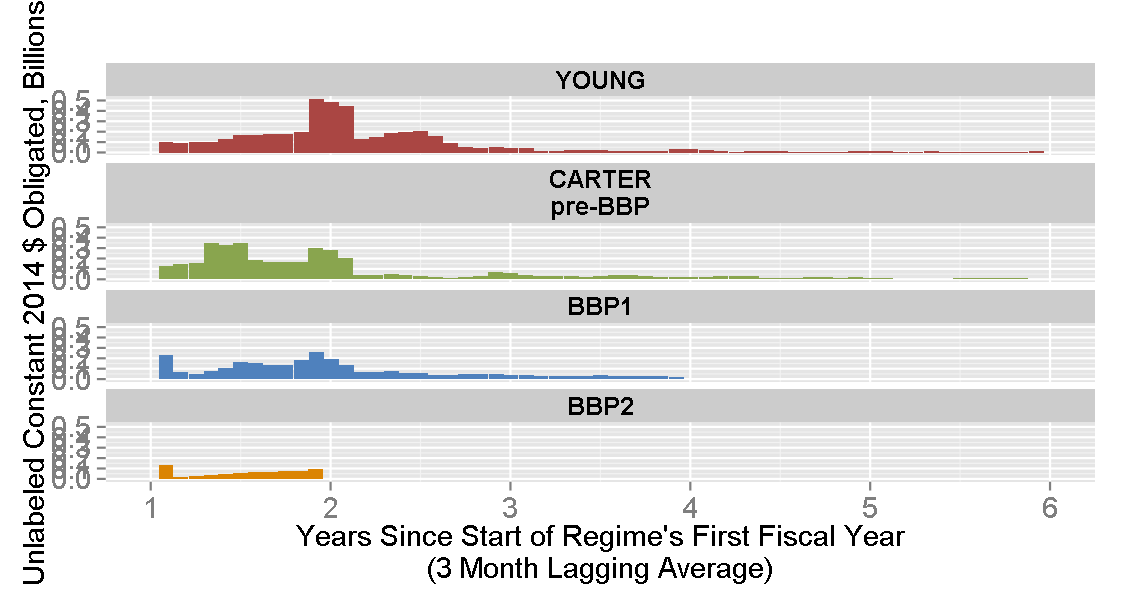 Unlabeled Constant 2014 $ Obligated, Billions
YOUNG
0.5
0.0
CARTER
pre-BBP
0.5
0.0
BBP1
0.5
0.0
BBP2
0.5
0.0
1 2 3 4 5 6
Years Since Start of Regime's First Fiscal Year
(3 Month Lagging Average)